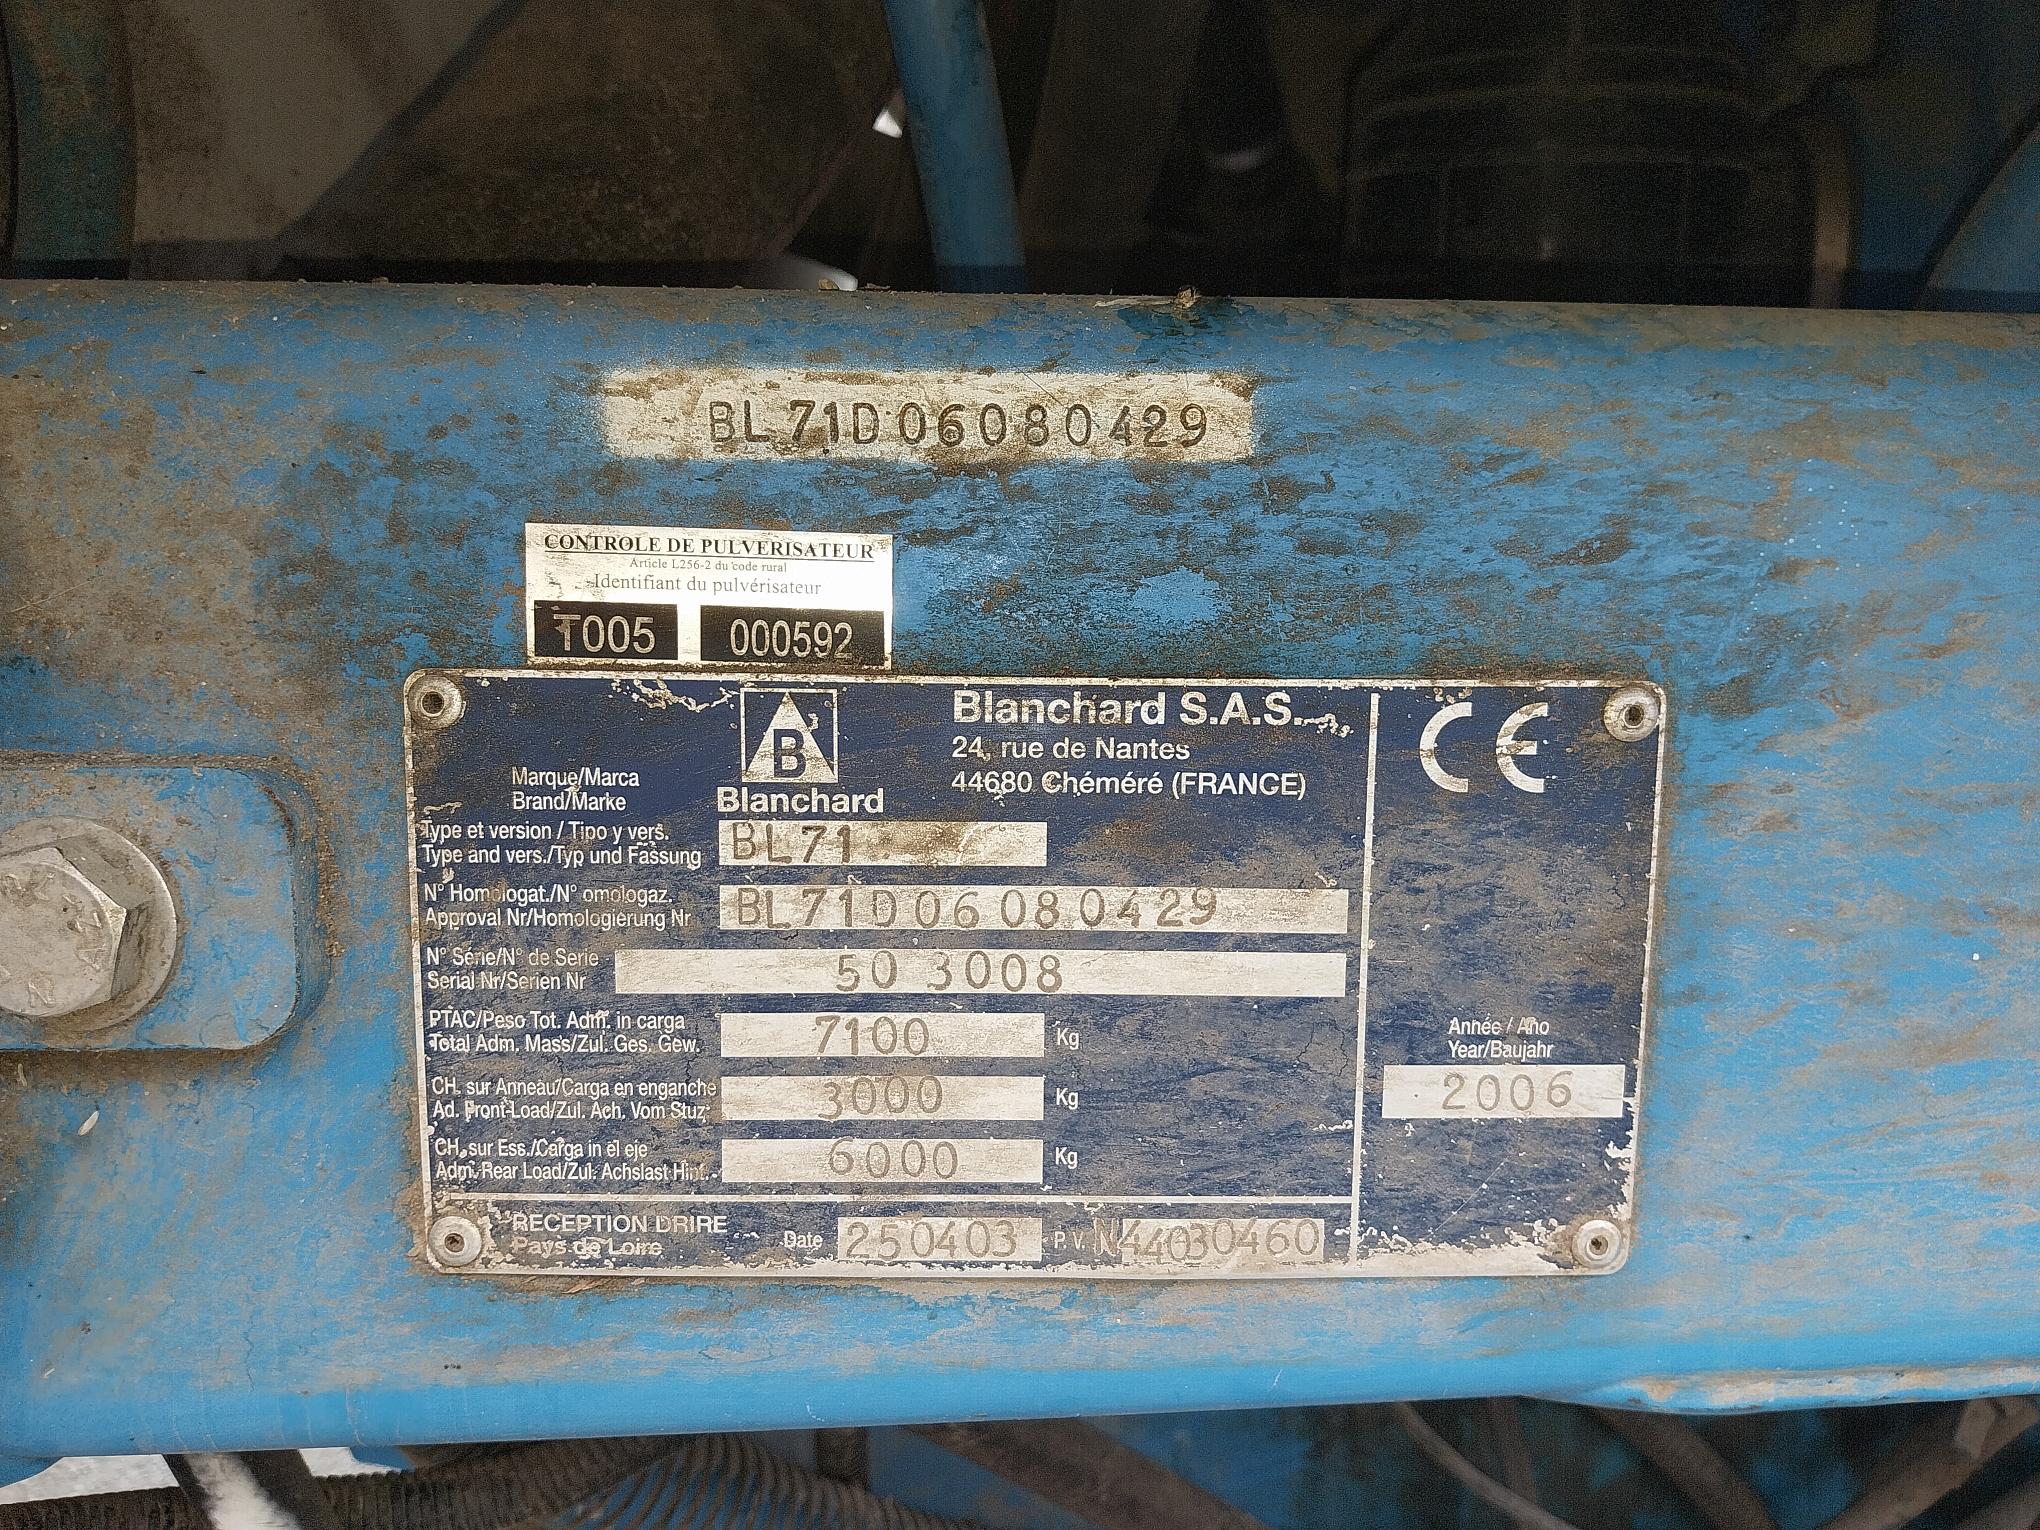 BL71D06080429
CONTROLE DE PULVERISATEUR
Article L256-2 du code rural
Identifiant du pulvérisateur
T005 000592
B
Blanchard
Blanchard S.A.S.
24, rue de Nantes
44680 Chéméré (FRANCE)
CE
Marque/Marca
Brand/Marke
Type et version / Tipo y vers.
Type and vers./Typ und Fassung
BL71
N° Homologat./N° omologaz.
Approval Nr/Homologierung Nr
BL71D06080429
N° Série/N° de Serie
Serial Nr/Serien Nr
503008
PTAC/Peso Tot. Adm. in carga
Total Adm. Mass/Zul. Ges. Gew.
7100 Kg
CH. sur Anneau/Carga en enganche
Ad. Front-Load/Zul. Ach. Vom Stuz.
3000 Kg
CH. sur Ess./Carga in el eje
Adm. Rear Load/Zul. Achslast Hint.
6000 Kg
Année / Año
Year/Baujahr
2006
RECEPTION DRIRE
Pays de Loire
Date 250403 P.V. N44030460